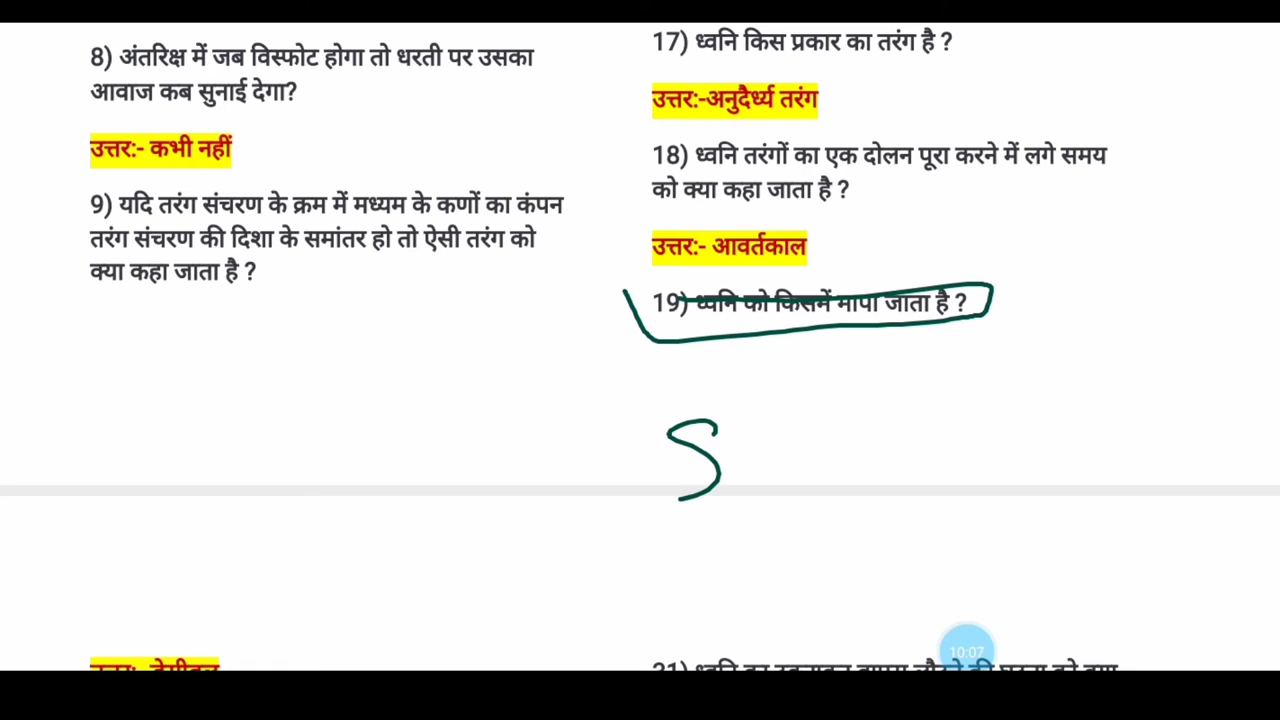 8) अंतरिक्ष में जब विस्फोट होगा तो धरती पर उसका
आवाज कब सुनाई देगा?
उत्तर:- कभी नहीं
9) यदि तरंग संचरण के क्रम में मध्यम के कणों का कंपन
तरंग संचरण की दिशा के समांतर हो तो ऐसी तरंग को
क्या कहा जाता है ?
17) ध्वनि किस प्रकार का तरंग है ?
उत्तर:-अनुदैर्ध्य तरंग
18) ध्वनि तरंगों का एक दोलन पूरा करने में लगे समय
को क्या कहा जाता है ?
उत्तर:- आवर्तकाल
19) ध्वनि को किसमें मापा जाता है ?
S
10:07